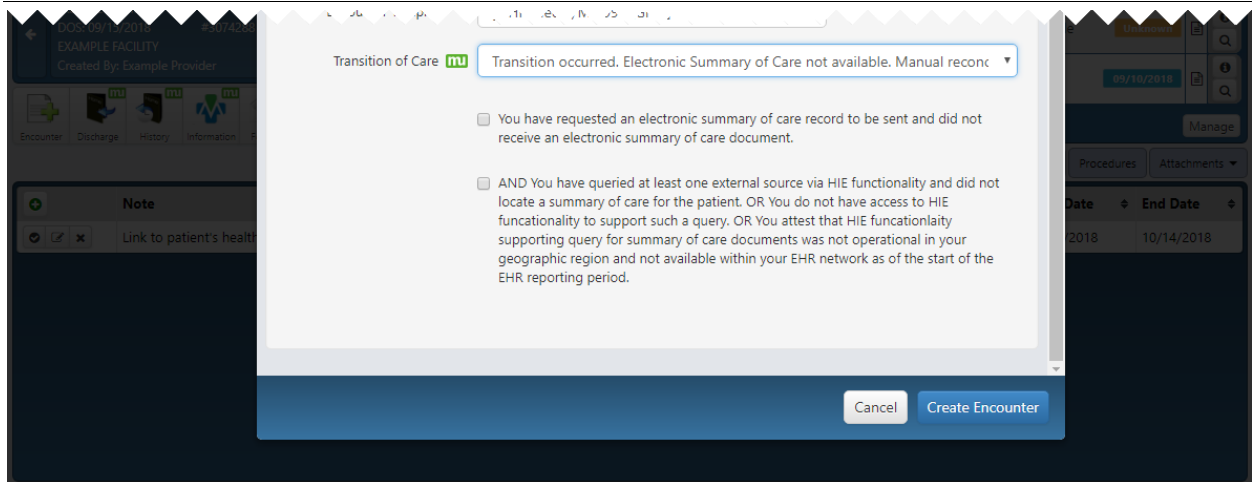 DOS: 09/13/2018 #3074268
EXAMPLE FACILITY
Created By: Example Provider
Unknown
09/10/2018
mu mu mu
Encounter Discharge History Information
Manage
Procedures Attachments
Note
Date End Date
Link to patient's health
/2018 10/14/2018
Transition of Care mu Transition occurred. Electronic Summary of Care not available. Manual reconc
You have requested an electronic summary of care record to be sent and did not
receive an electronic summary of care document.
AND You have queried at least one external source via HIE functionality and did not
locate a summary of care for the patient. OR You do not have access to HIE
funcationality to support such a query. OR You attest that HIE funcationlaity
supporting query for summary of care documents was not operational in your
geographic region and not available within your EHR network as of the start of the
EHR reporting period.
Cancel Create Encounter